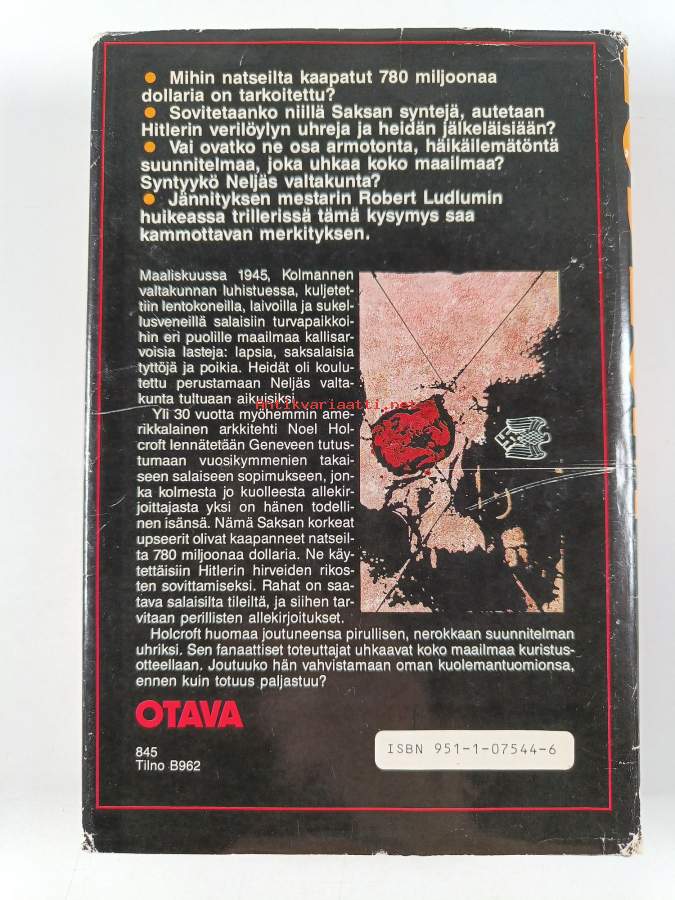 ● Mihin natseilta kaapatut 780 miljoonaa
dollaria on tarkoitettu?
● Sovitetaanko niillä Saksan syntejä, autetaan
Hitlerin verilöylyn uhreja ja heidän jälkeläisiään?
● Vai ovatko ne osa armotonta, häikäilemätöntä
suunnitelmaa, joka uhkaa koko maailmaa?
Syntyykö Neljäs valtakunta?
● Jännityksen mestarin Robert Ludlumin
huikeassa trillerissä tämä kysymys saa
kammottavan merkityksen.
Maaliskuussa 1945, Kolmannen
valtakunnan luhistuessa, kuljetet-
tiin lentokoneilla, laivoilla ja sukel-
lusveneillä salaisiin turvapaikkoi-
hin eri puolille maailmaa kallisar-
voisia lasteja: lapsia, saksalaisia
tyttöjä ja poikia. Heidät oli koulu-
tettu perustamaan Neljäs valta-
kunta tultuaan aikuisiksi.
Antikvariaatti.net
Yli 30 vuotta myöhemmin ame-
rikkalainen arkkitehti Noel Hol-
croft lennätetään Geneveen tutus-
tumaan vuosikymmenien takai-
seen salaiseen sopimukseen, jon-
ka kolmesta jo kuolleesta allekir-
joittajasta yksi on hänen todelli-
nen isänsä. Nämä Saksan korkeat
upseerit olivat kaapanneet natseil-
ta 780 miljoonaa dollaria. Ne käy-
tettäisiin Hitlerin hirveiden rikos-
ten sovittamiseksi. Rahat on saa-
tava salaisilta tileiltä, ja siihen tar-
vitaan perillisten allekirjoitukset.
Holcroft huomaa joutuneensa pirullisen, nerokkaan suunnitelman
uhriksi. Sen fanaattiset toteuttajat uhkaavat koko maailmaa kuristus-
otteellaan. Joutuuko hän vahvistamaan oman kuolemantuomionsa,
ennen kuin totuus paljastuu?
OTAVA
845
Tilno B962
ISBN 951-1-07544-6